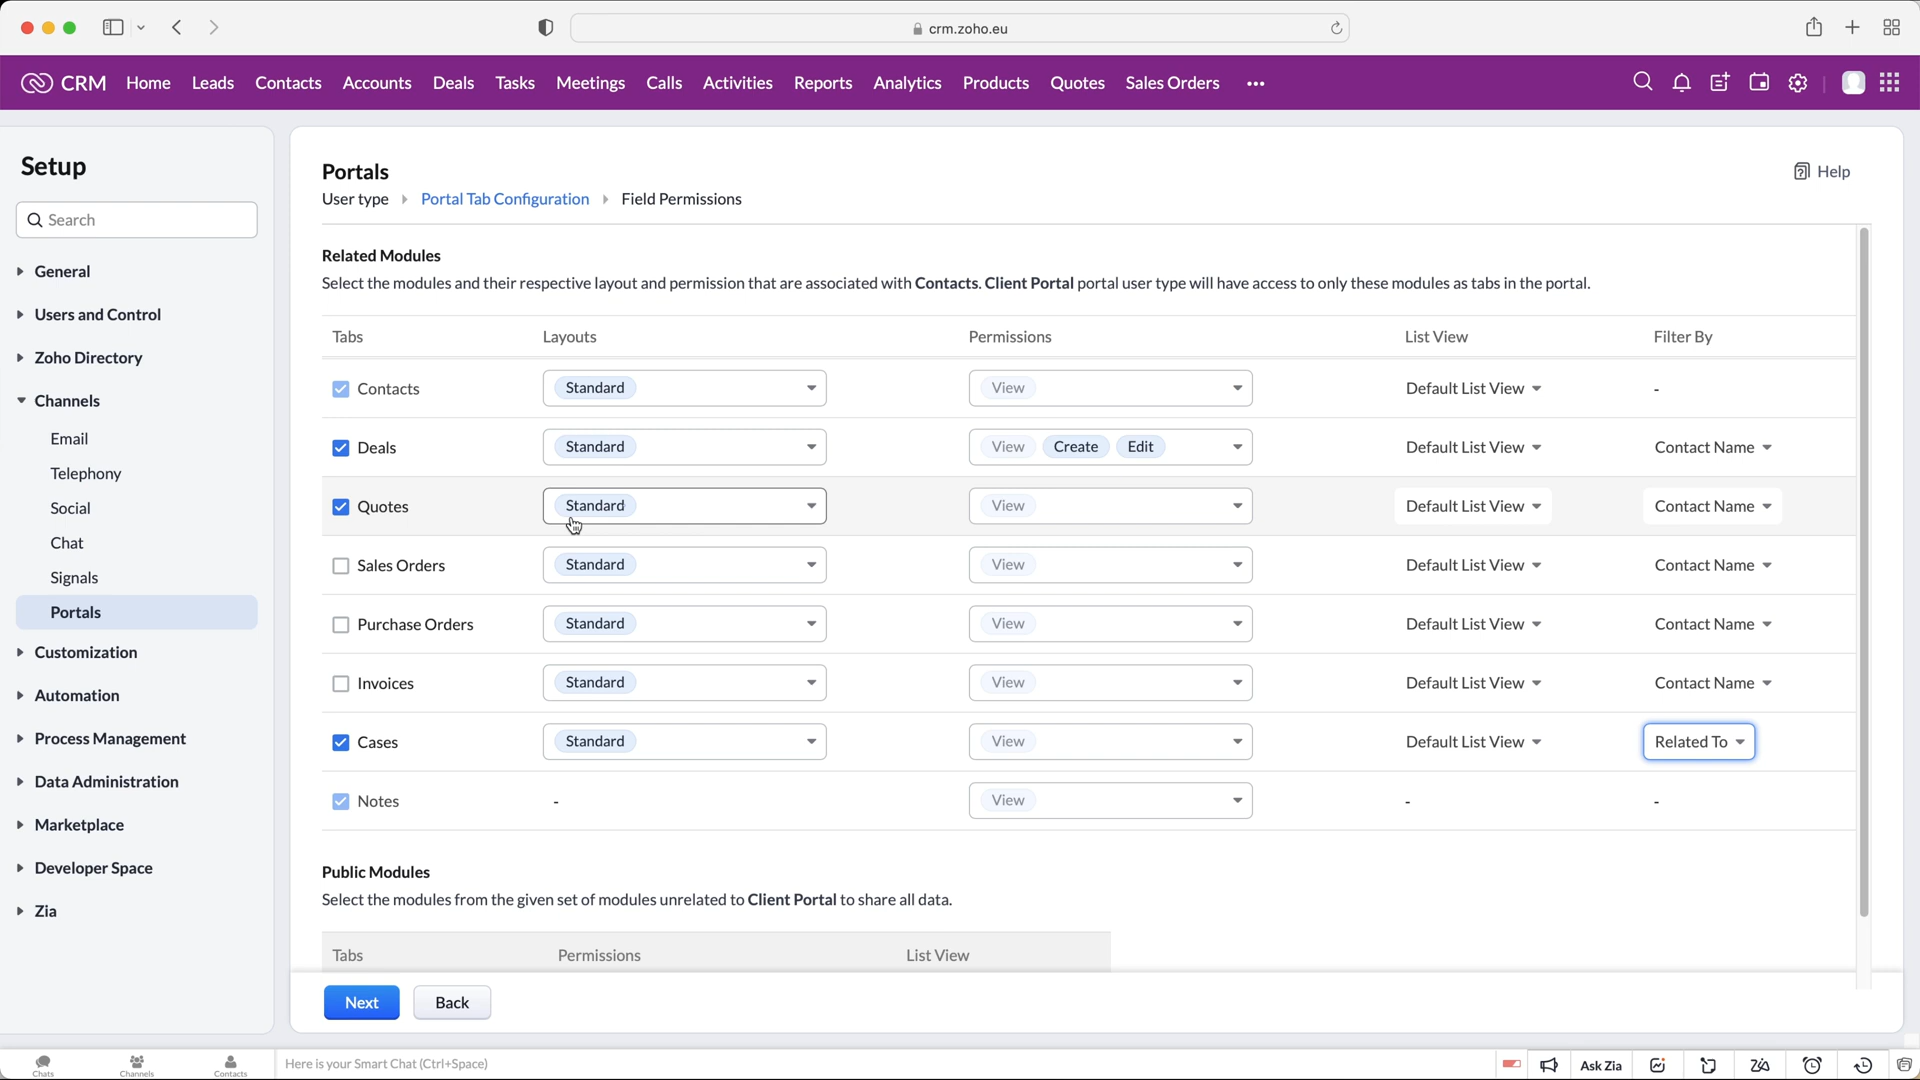 crm.zoho.eu
CRM Home Leads Contacts Accounts Deals Tasks Meetings Calls Activities Reports Analytics Products Quotes Sales Orders
Setup
Search
General
Users and Control
Zoho Directory
Channels
Email
Telephony
Social
Chat
Signals
Portals
Customization
Automation
Process Management
Data Administration
Marketplace
Developer Space
Zia
Portals
Help
User type Portal Tab Configuration Field Permissions
Related Modules
Select the modules and their respective layout and permission that are associated with Contacts. Client Portal portal user type will have access to only these modules as tabs in the portal.
Tabs Layouts Permissions List View Filter By
Contacts Standard View Default List View -
Deals Standard View Create Edit Default List View Contact Name
Quotes Standard View Default List View Contact Name
Sales Orders Standard View Default List View Contact Name
Purchase Orders Standard View Default List View Contact Name
Invoices Standard View Default List View Contact Name
Cases Standard View Default List View Related To
Notes - View - -
Public Modules
Select the modules from the given set of modules unrelated to Client Portal to share all data.
Tabs Permissions List View
Next Back
Chats Channels Contacts Here is your Smart Chat (Ctrl+Space) Ask Zia